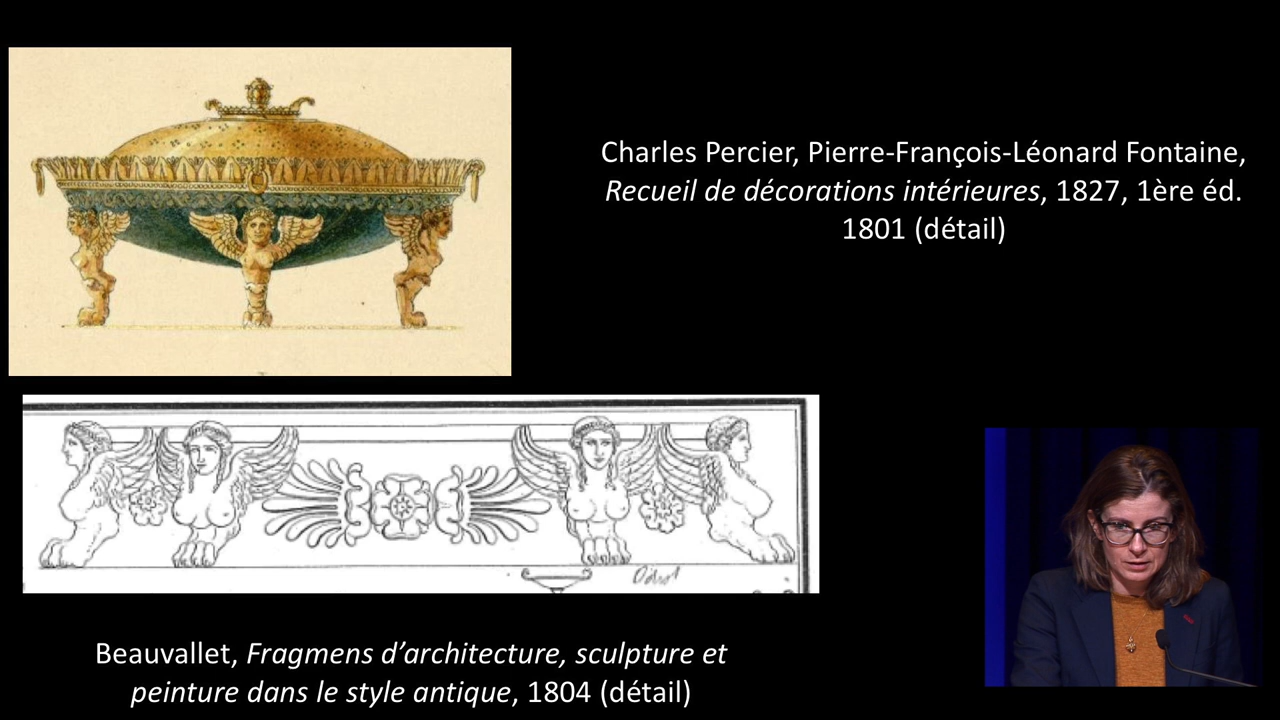 Charles Percier, Pierre-François-Léonard Fontaine,
Recueil de décorations intérieures, 1827, 1ère éd.
1801 (détail)
Beauvallet, Fragmens d’architecture, sculpture et
peinture dans le style antique, 1804 (détail)